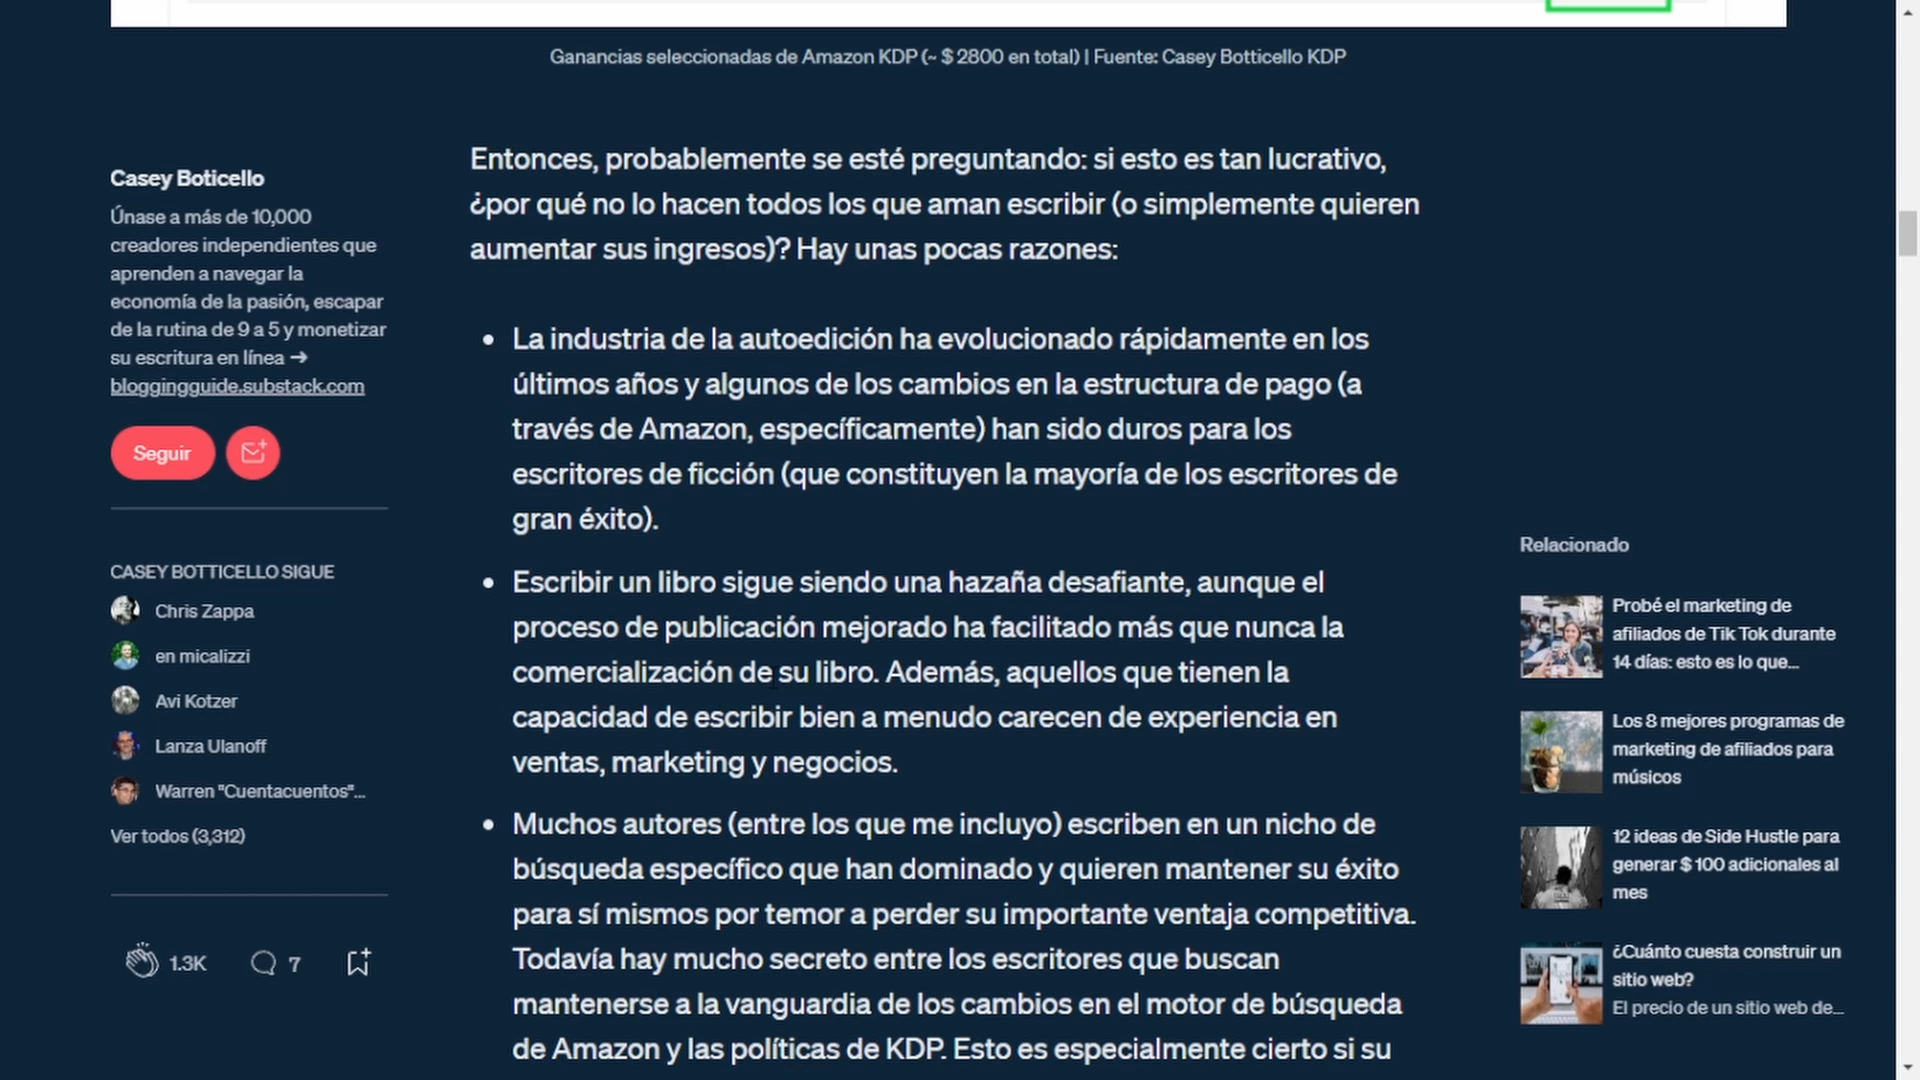 Ganancias seleccionadas de Amazon KDP (~ $ 2800 en total) | Fuente: Casey Botticello KDP
Casey Boticello
Únase a más de 10,000
creadores independientes que
aprenden a navegar la
economía de la pasión, escapar
de la rutina de 9 a 5 y monetizar
su escritura en línea ➔
bloggingguide.substack.com
Seguir
CASEY BOTTICELLO SIGUE
Chris Zappa
en micalizzi
Avi Kotzer
Lanza Ulanoff
Warren "Cuentacuentos"...
Ver todos (3,312)
1.3K
7
Entonces, probablemente se esté preguntando: si esto es tan lucrativo,
¿por qué no lo hacen todos los que aman escribir (o simplemente quieren
aumentar sus ingresos)? Hay unas pocas razones:
• La industria de la autoedición ha evolucionado rápidamente en los
últimos años y algunos de los cambios en la estructura de pago (a
través de Amazon, específicamente) han sido duros para los
escritores de ficción (que constituyen la mayoría de los escritores de
gran éxito).
• Escribir un libro sigue siendo una hazaña desafiante, aunque el
proceso de publicación mejorado ha facilitado más que nunca la
comercialización de su libro. Además, aquellos que tienen la
capacidad de escribir bien a menudo carecen de experiencia en
ventas, marketing y negocios.
• Muchos autores (entre los que me incluyo) escriben en un nicho de
búsqueda específico que han dominado y quieren mantener su éxito
para sí mismos por temor a perder su importante ventaja competitiva.
Todavía hay mucho secreto entre los escritores que buscan
mantenerse a la vanguardia de los cambios en el motor de búsqueda
de Amazon y las políticas de KDP. Esto es especialmente cierto si su
Relacionado
Probé el marketing de
afiliados de Tik Tok durante
14 días: esto es lo que...
Los 8 mejores programas de
marketing de afiliados para
músicos
12 ideas de Side Hustle para
generar $ 100 adicionales al
mes
¿Cuánto cuesta construir un
sitio web?
El precio de un sitio web de...